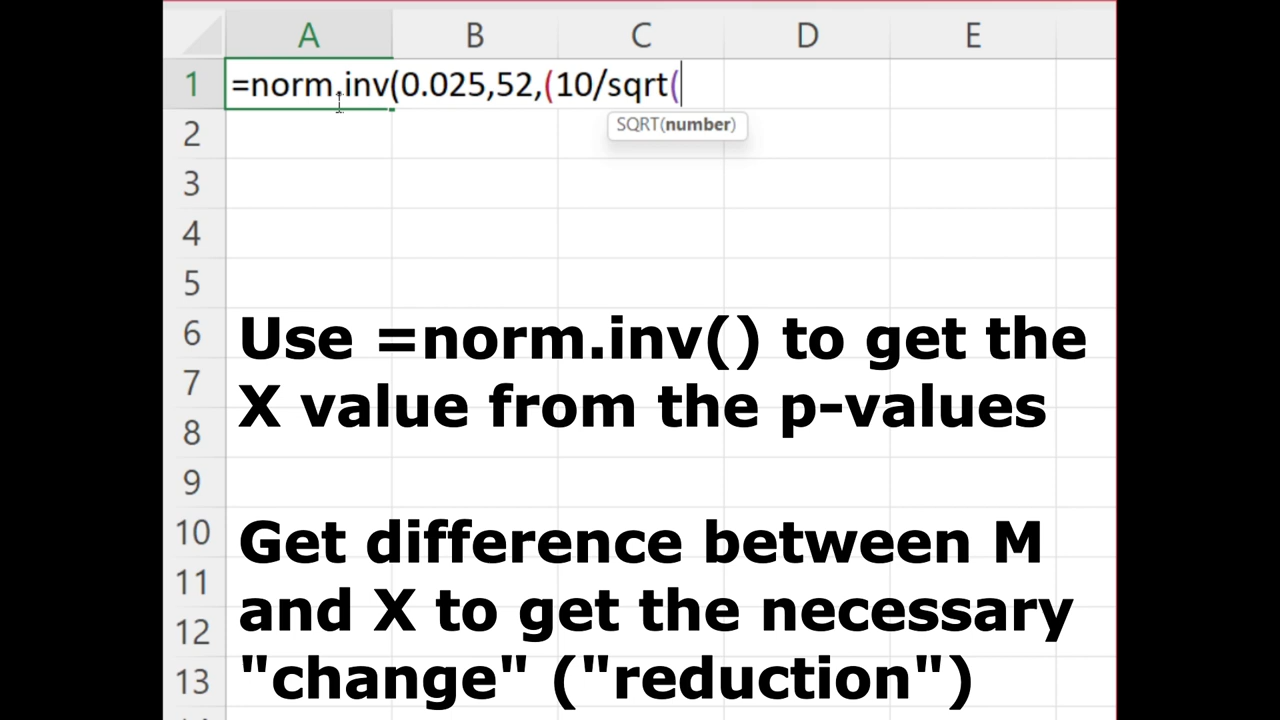 A B C D E
1 =norm.inv(0.025,52,(10/sqrt(
SQRT(number)
2
3
4
5
6
Use =norm.inv() to get the
7
X value from the p-values
8
9
10
Get difference between M
11
and X to get the necessary
12
"change" ("reduction")
13